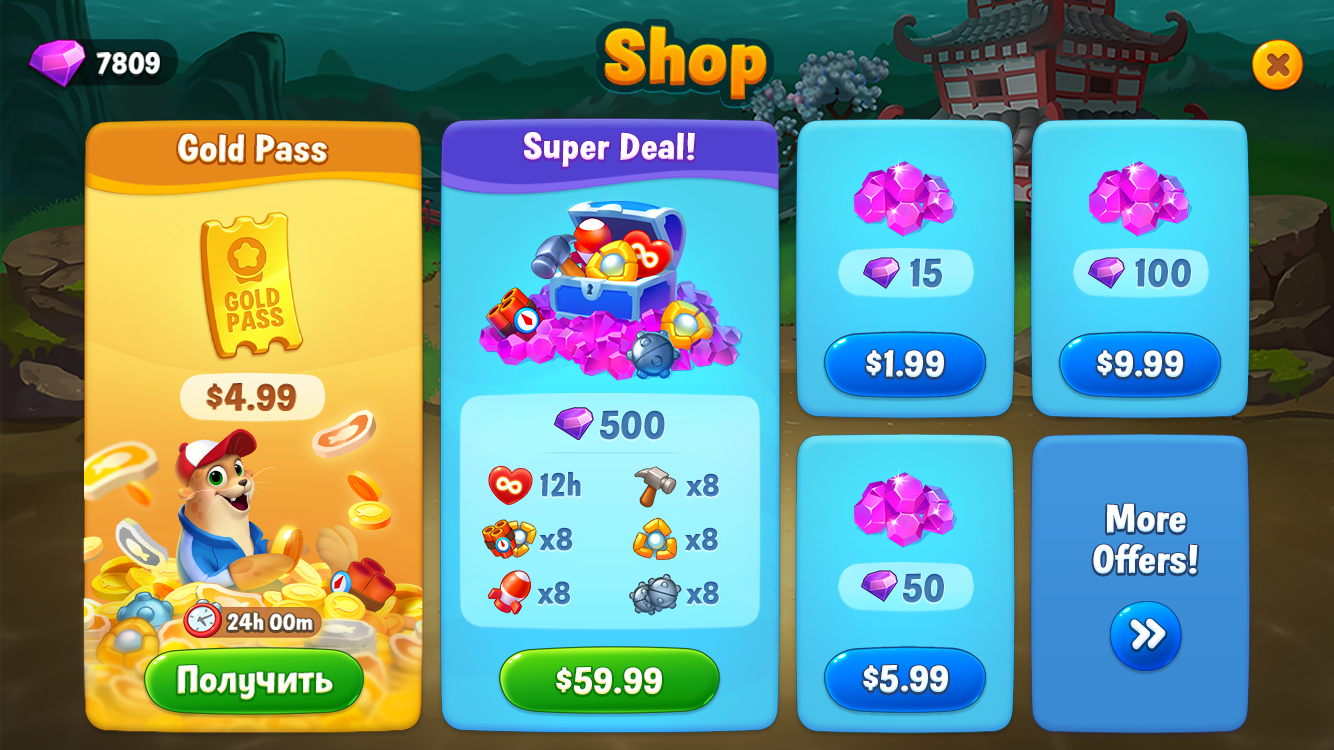 7809
Shop
Gold Pass
GOLD
PASS
$4.99
24h 00m
Получить
Super Deal!
500
12h
x8
x8
x8
x8
x8
$59.99
15
$1.99
100
$9.99
50
$5.99
More
Offers!